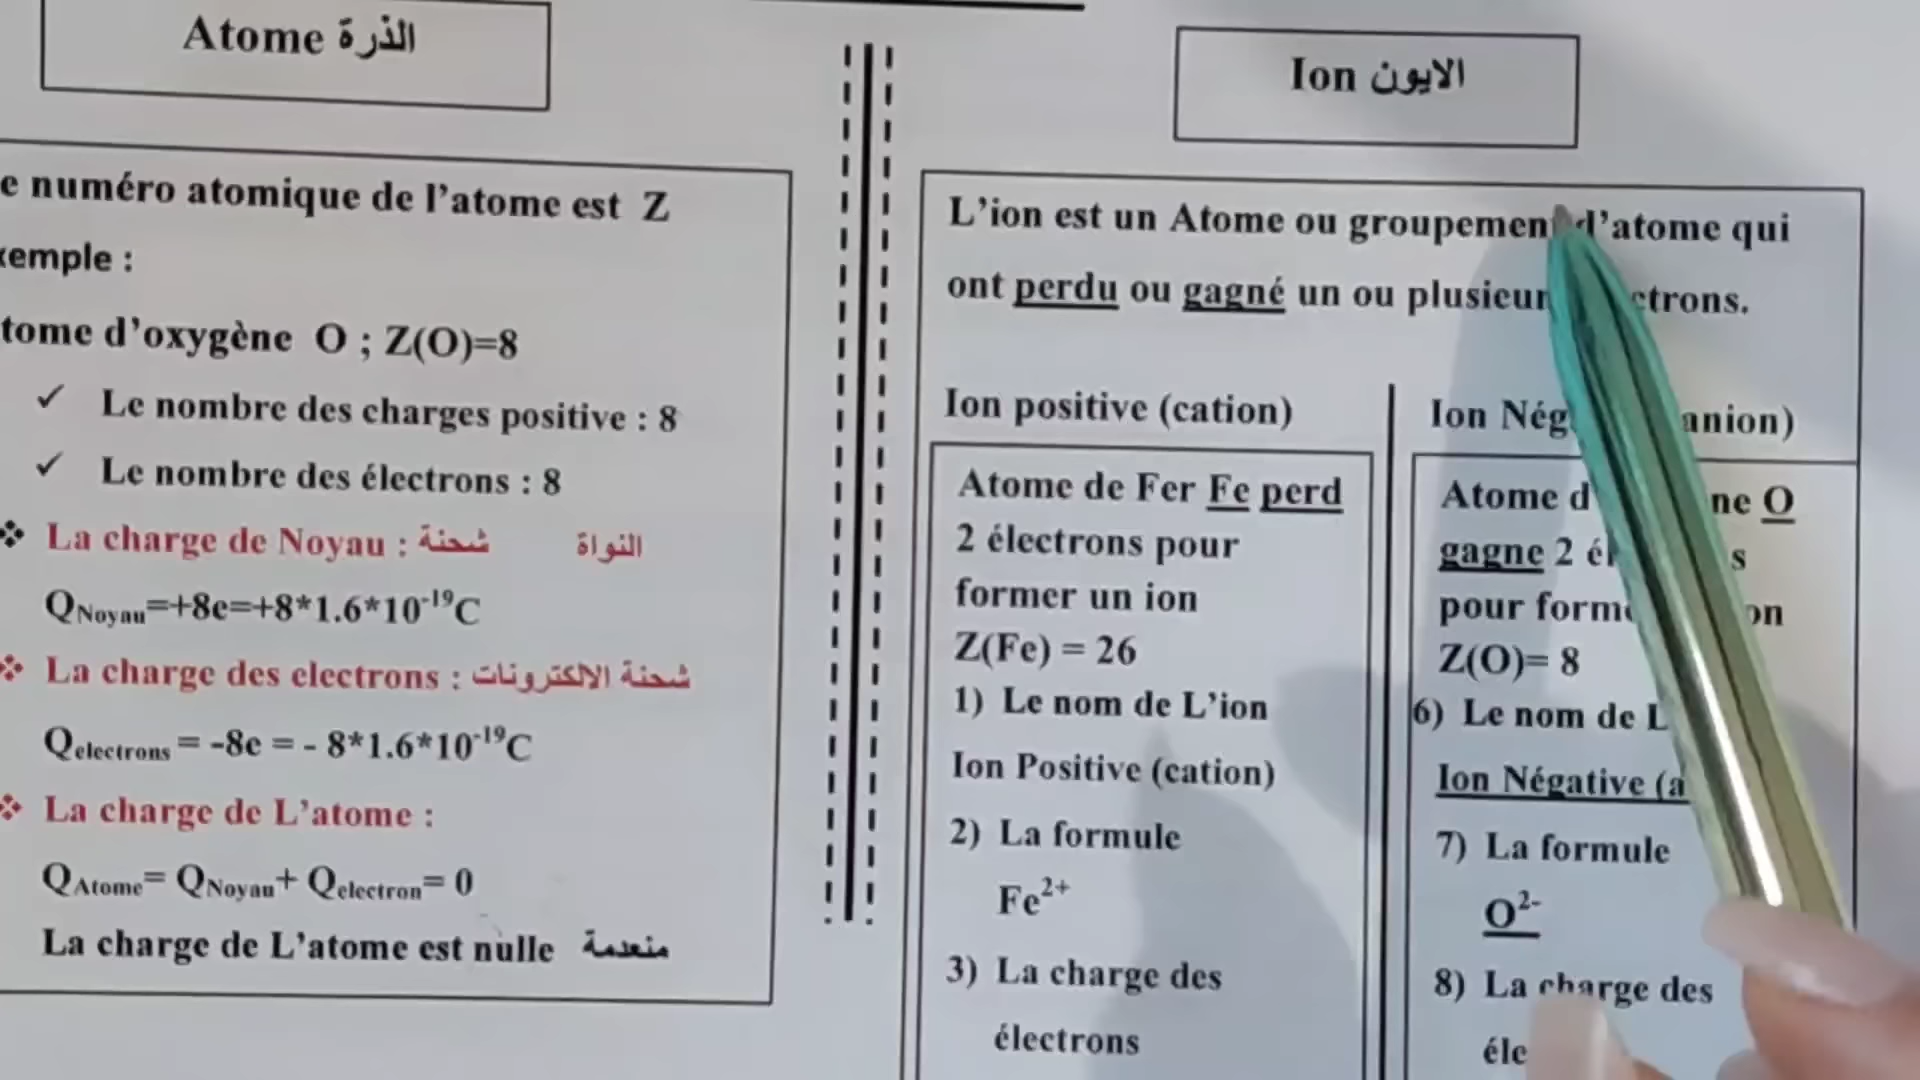 Atome الذرة
e numéro atomique de l’atome est Z
emple :
tome d’oxygène O ; Z(O)=8
✓ Le nombre des charges positive : 8
✓ Le nombre des électrons : 8
❖ La charge de Noyau : شحنة النواة
QNoyau=+8e=+8*1.6*10⁻¹⁹C
❖ La charge des electrons : شحنة الالكترونات
Qelectrons = -8e = - 8*1.6*10⁻¹⁹C
❖ La charge de L’atome :
QAtome= QNoyau+ Qelectron= 0
La charge de L’atome est nulle منعدمة
Ion الايون
L’ion est un Atome ou groupement d’atome qui
ont perdu ou gagné un ou plusieur ctrons.
Ion positive (cation)
Atome de Fer Fe perd
2 électrons pour
former un ion
Z(Fe) = 26
1) Le nom de L’ion
Ion Positive (cation)
2) La formule
Fe²⁺
3) La charge des
électrons
Ion Nég anion)
Atome d ne O
gagne 2 él s
pour form on
Z(O)= 8
6) Le nom de L
Ion Négative (a
7) La formule
O²⁻
8) La charge des
éle